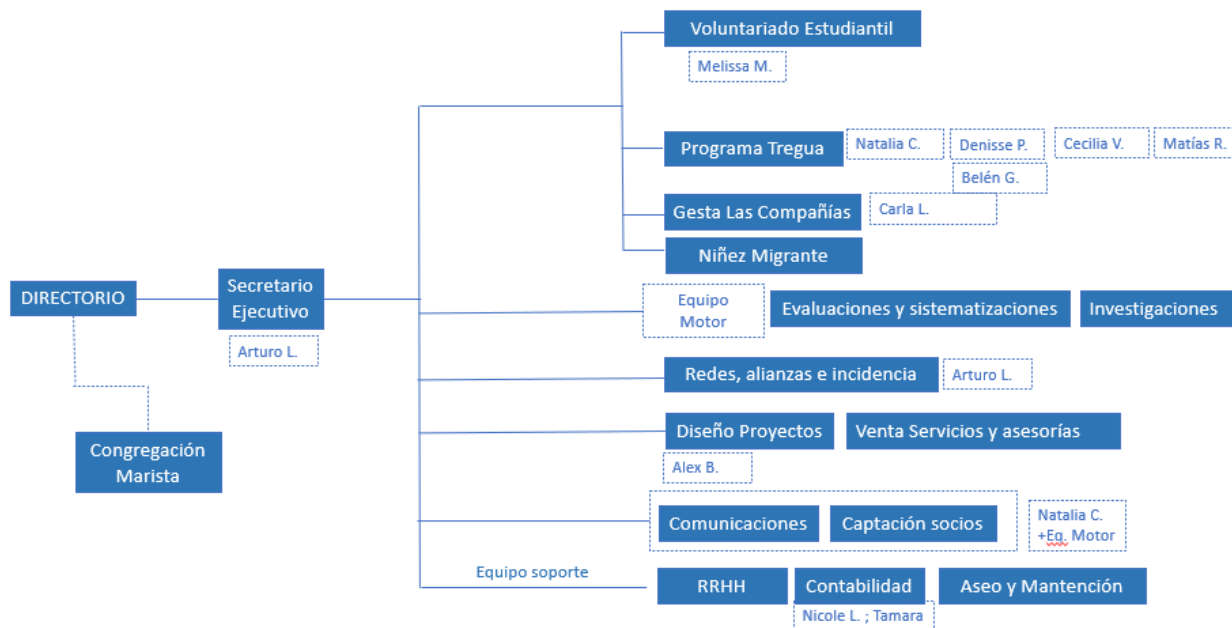 Voluntariado Estudiantil
Melissa M.
Programa Tregua
Natalia C.
Denisse P.
Cecilia V.
Matías R.
Belén G.
Gesta Las Compañías
Carla L.
Niñez Migrante
DIRECTORIO
Secretario
Ejecutivo
Arturo L.
Congregación
Marista
Equipo
Motor
Evaluaciones y sistematizaciones
Investigaciones
Redes, alianzas e incidencia
Arturo L.
Diseño Proyectos
Venta Servicios y asesorías
Alex B.
Comunicaciones
Captación socios
Natalia C.
+Eq. Motor
Equipo soporte
RRHH
Contabilidad
Aseo y Mantención
Nicole L. ; Tamara